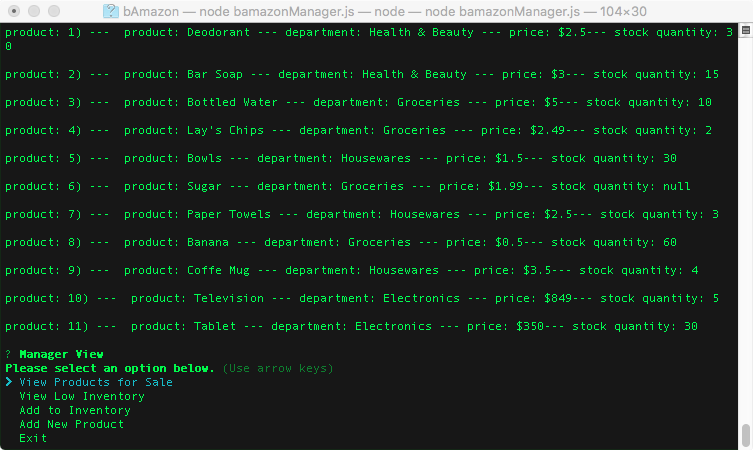 bAmazon — node bamazonManager.js — node — node bamazonManager.js — 104×30
product: 1) ---  product: Deodorant --- department: Health & Beauty --- price: $2.5--- stock quantity: 3
0
product: 2) ---  product: Bar Soap --- department: Health & Beauty --- price: $3--- stock quantity: 15
product: 3) ---  product: Bottled Water --- department: Groceries --- price: $5--- stock quantity: 10
product: 4) ---  product: Lay's Chips --- department: Groceries --- price: $2.49--- stock quantity: 2
product: 5) ---  product: Bowls --- department: Housewares --- price: $1.5--- stock quantity: 30
product: 6) ---  product: Sugar --- department: Groceries --- price: $1.99--- stock quantity: null
product: 7) ---  product: Paper Towels --- department: Housewares --- price: $2.5--- stock quantity: 3
product: 8) ---  product: Banana --- department: Groceries --- price: $0.5--- stock quantity: 60
product: 9) ---  product: Coffe Mug --- department: Housewares --- price: $3.5--- stock quantity: 4
product: 10) ---  product: Television --- department: Electronics --- price: $849--- stock quantity: 5
product: 11) ---  product: Tablet --- department: Electronics --- price: $350--- stock quantity: 30
? Manager View
Please select an option below. (Use arrow keys)
❯ View Products for Sale
View Low Inventory
Add to Inventory
Add New Product
Exit